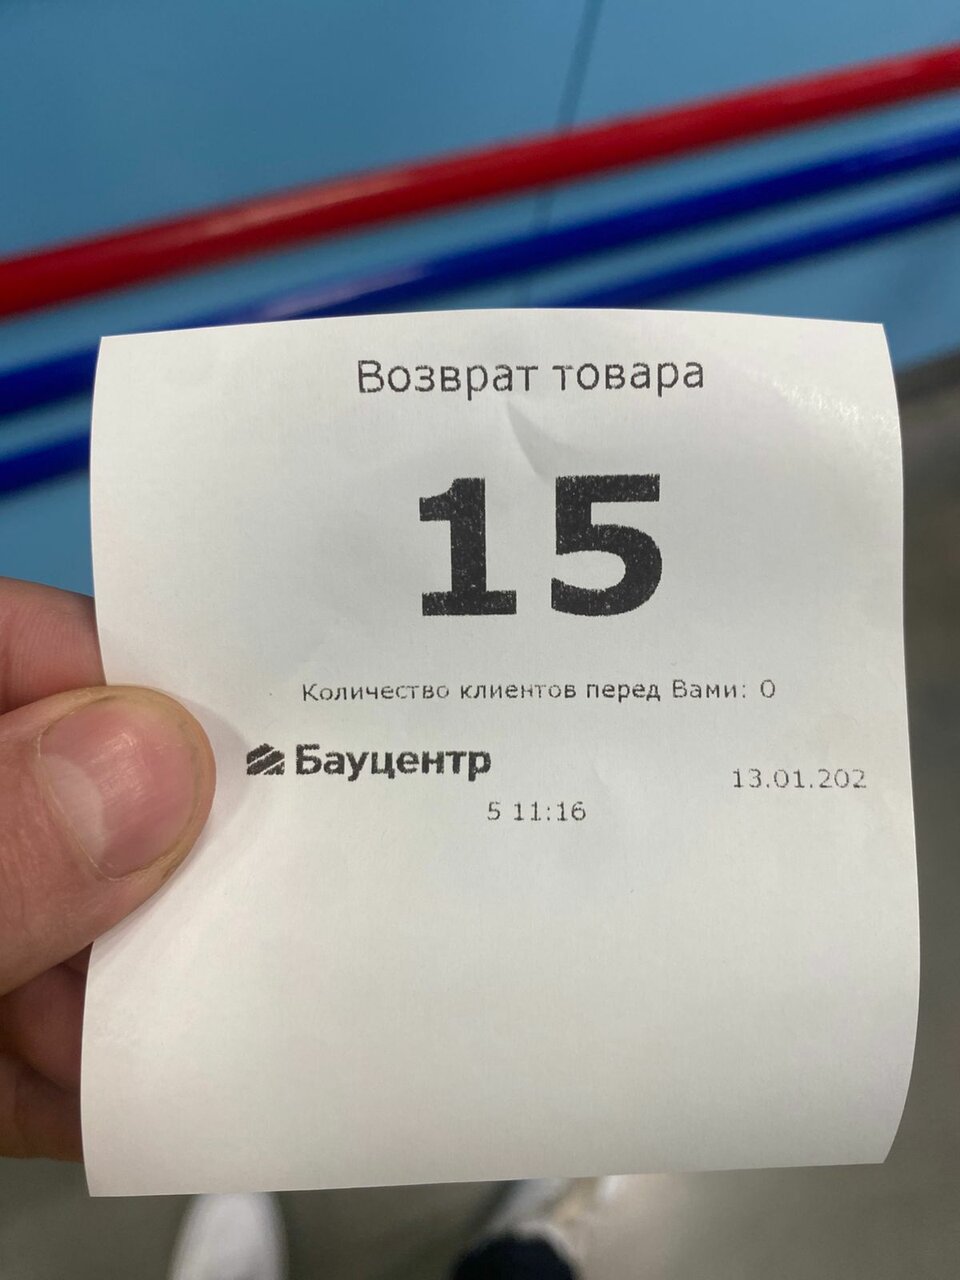 Возврат товара
15
Количество клиентов перед Вами: 0
Бауцентр
13.01.202
5 11:16